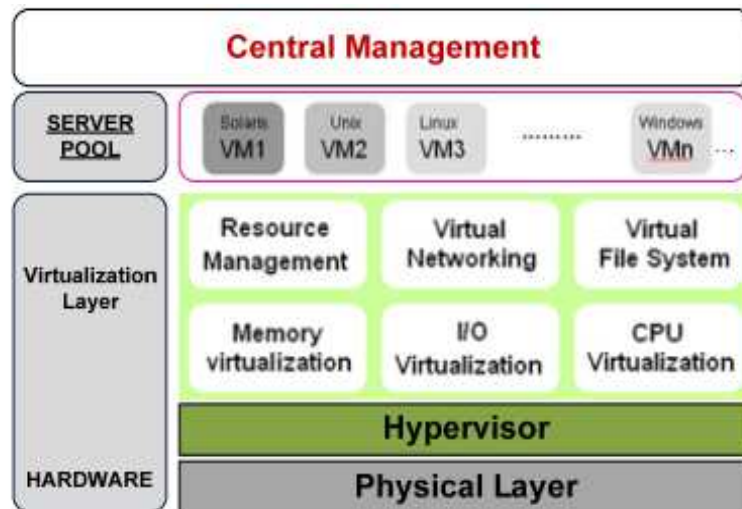 Central Management
SERVER
POOL
Solaris
VM1
Unix
VM2
Linux
VM3
.........
Windows
VMn
...
Virtualization
Layer
HARDWARE
Resource
Management
Virtual
Networking
Virtual
File System
Memory
virtualization
I/O
Virtualization
CPU
Virtualization
Hypervisor
Physical Layer